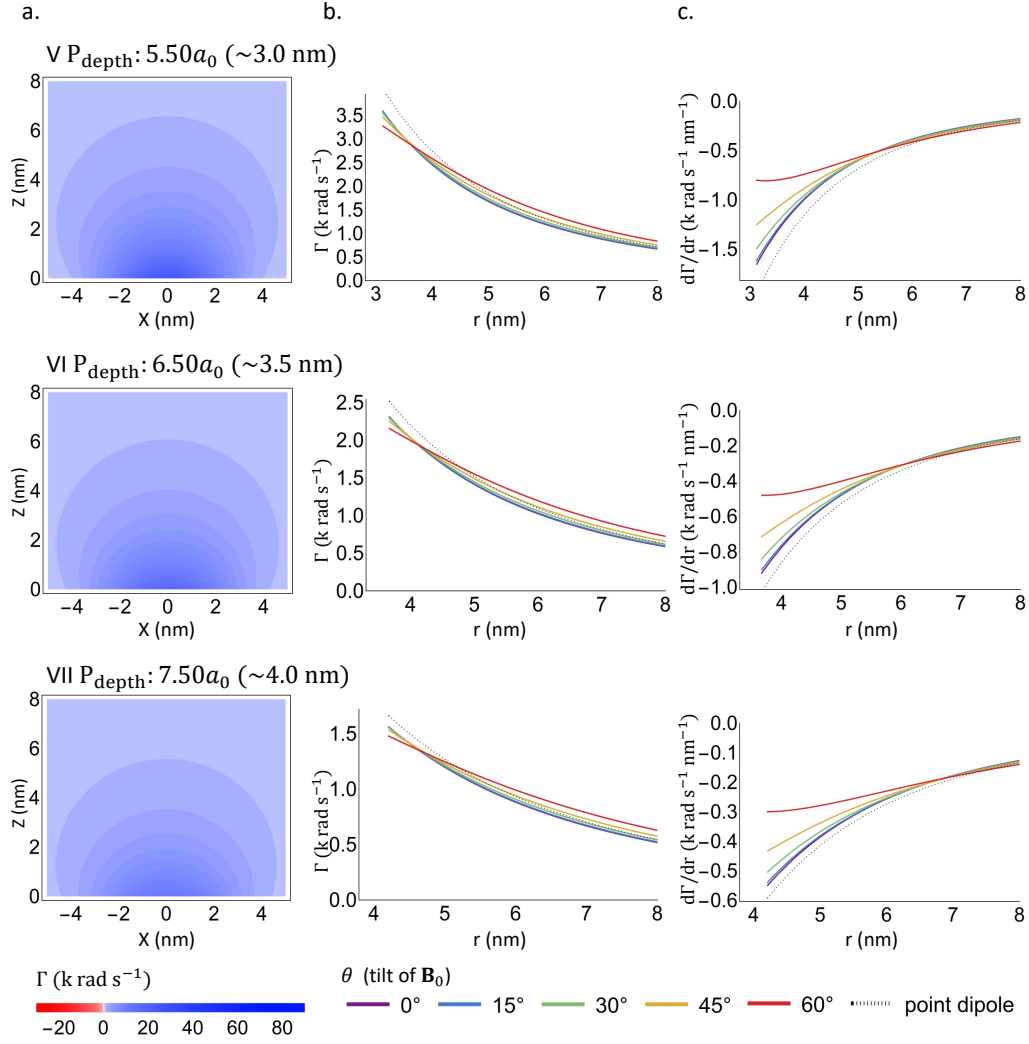 a. b. c.
V P_depth: 5.50a₀ (~3.0 nm)
8
6
4
2
0
Z (nm)
−4 −2 0 2 4
X (nm)
3.5
3.0
2.5
2.0
1.5
1.0
0.5
0.0
Γ (k rad s⁻¹)
3 4 5 6 7 8
r (nm)
0.0
−0.5
−1.0
−1.5
dΓ/dr (k rad s⁻¹ nm⁻¹)
3 4 5 6 7 8
r (nm)
VI P_depth: 6.50a₀ (~3.5 nm)
8
6
4
2
0
Z (nm)
−4 −2 0 2 4
X (nm)
2.5
2.0
1.5
1.0
0.5
0.0
Γ (k rad s⁻¹)
4 5 6 7 8
r (nm)
0.0
−0.2
−0.4
−0.6
−0.8
−1.0
dΓ/dr (k rad s⁻¹ nm⁻¹)
4 5 6 7 8
r (nm)
VII P_depth: 7.50a₀ (~4.0 nm)
8
6
4
2
0
Z (nm)
−4 −2 0 2 4
X (nm)
1.5
1.0
0.5
0.0
Γ (k rad s⁻¹)
4 5 6 7 8
r (nm)
0.0
−0.1
−0.2
−0.3
−0.4
−0.5
−0.6
dΓ/dr (k rad s⁻¹ nm⁻¹)
4 5 6 7 8
r (nm)
Γ (k rad s⁻¹)
−20 0 20 40 60 80
θ (tilt of B₀)
0° 15° 30° 45° 60° point dipole